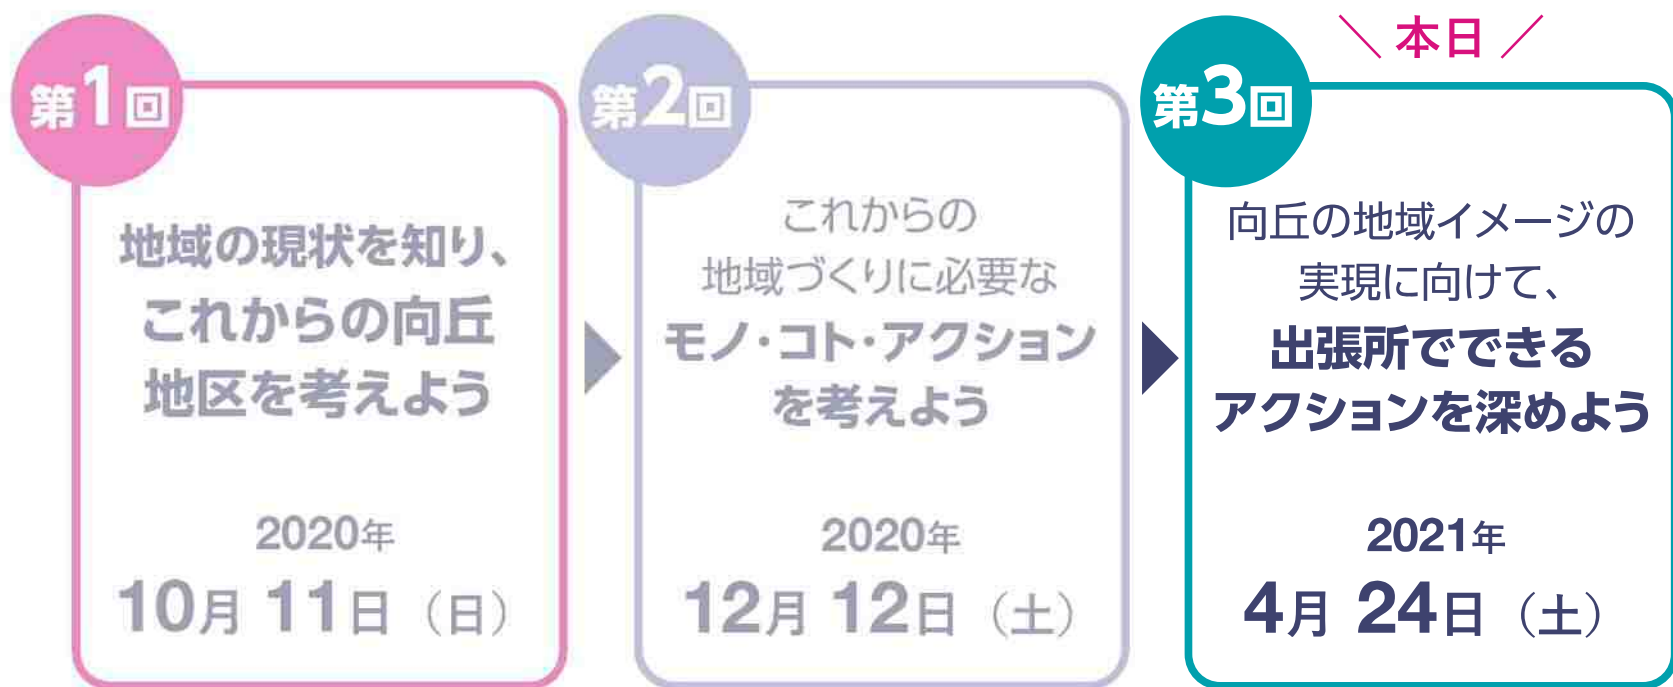 第1回
地域の現状を知り、
これからの向丘
地区を考えよう
2020年
10月 11日（日）
第2回
これからの
地域づくりに必要な
モノ・コト・アクション
を考えよう
2020年
12月 12日（土）
＼ 本日 ／
第3回
向丘の地域イメージの
実現に向けて、
出張所でできる
アクションを深めよう
2021年
4月 24日（土）